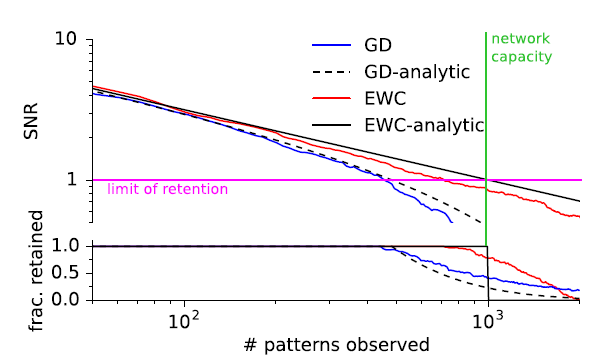 10
network
capacity
GD
GD-analytic
EWC
EWC-analytic
SNR
1
limit of retention
frac. retained
1.0
0.5
0.0
10²
10³
# patterns observed